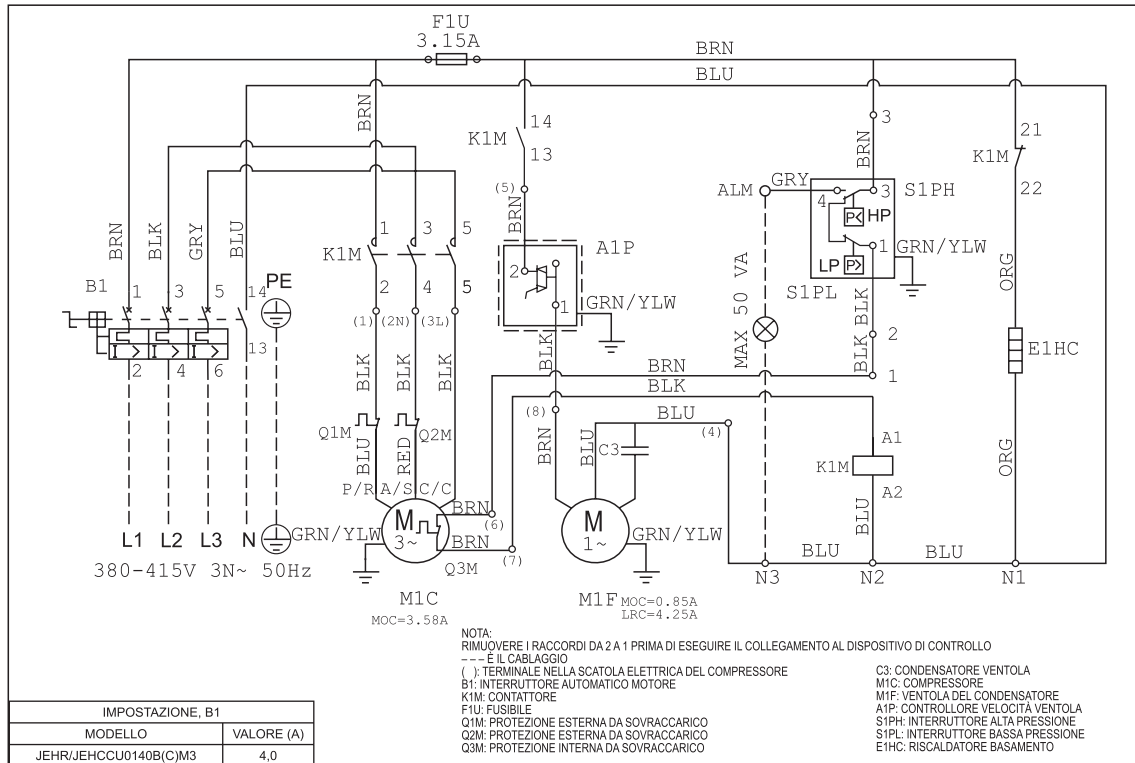 F1U
3.15A
BRN
BLU
BRN
14
K1M
13
3
BRN
21
K1M
22
(5)
BRN
ALM
GRY
4
3
S1PH
P<
HP
1
LP
P>
S1PL
GRN/YLW
BRN
BLK
GRY
BLU
1
3
5
K1M
2
4
5
A1P
2
1
GRN/YLW
MAX 50 VA
ORG
B1
1
3
5
14
PE
(1)
(2N)
(3L)
I >
I >
I >
13
2
4
6
BLK
BLK
BLK
BLK
BLK
BLK
2
E1HC
BRN
1
BLK
(8)
BLU
(4)
Q1M
Q2M
BLU
RED
BRN
BLU
C3
A1
K1M
A2
ORG
P/R
A/S
C/C
BRN
(6)
BLU
L1
L2
L3
N
GRN/YLW
M
3~
BRN
(7)
M
1~
GRN/YLW
BLU
BLU
380-415V 3N~ 50Hz
Q3M
N3
N2
N1
M1C
MOC=3.58A
M1F
MOC=0.85A
LRC=4.25A
NOTA:
RIMUOVERE I RACCORDI DA 2 A 1 PRIMA DI ESEGUIRE IL COLLEGAMENTO AL DISPOSITIVO DI CONTROLLO
--- È IL CABLAGGIO
( ): TERMINALE NELLA SCATOLA ELETTRICA DEL COMPRESSORE
B1: INTERRUTTORE AUTOMATICO MOTORE
K1M: CONTATTORE
F1U: FUSIBILE
Q1M: PROTEZIONE ESTERNA DA SOVRACCARICO
Q2M: PROTEZIONE ESTERNA DA SOVRACCARICO
Q3M: PROTEZIONE INTERNA DA SOVRACCARICO
C3: CONDENSATORE VENTOLA
M1C: COMPRESSORE
M1F: VENTOLA DEL CONDENSATORE
A1P: CONTROLLORE VELOCITÀ VENTOLA
S1PH: INTERRUTTORE ALTA PRESSIONE
S1PL: INTERRUTTORE BASSA PRESSIONE
E1HC: RISCALDATORE BASAMENTO
IMPOSTAZIONE, B1
MODELLO VALORE (A)
JEHR/JEHCCU0140B(C)M3 4,0